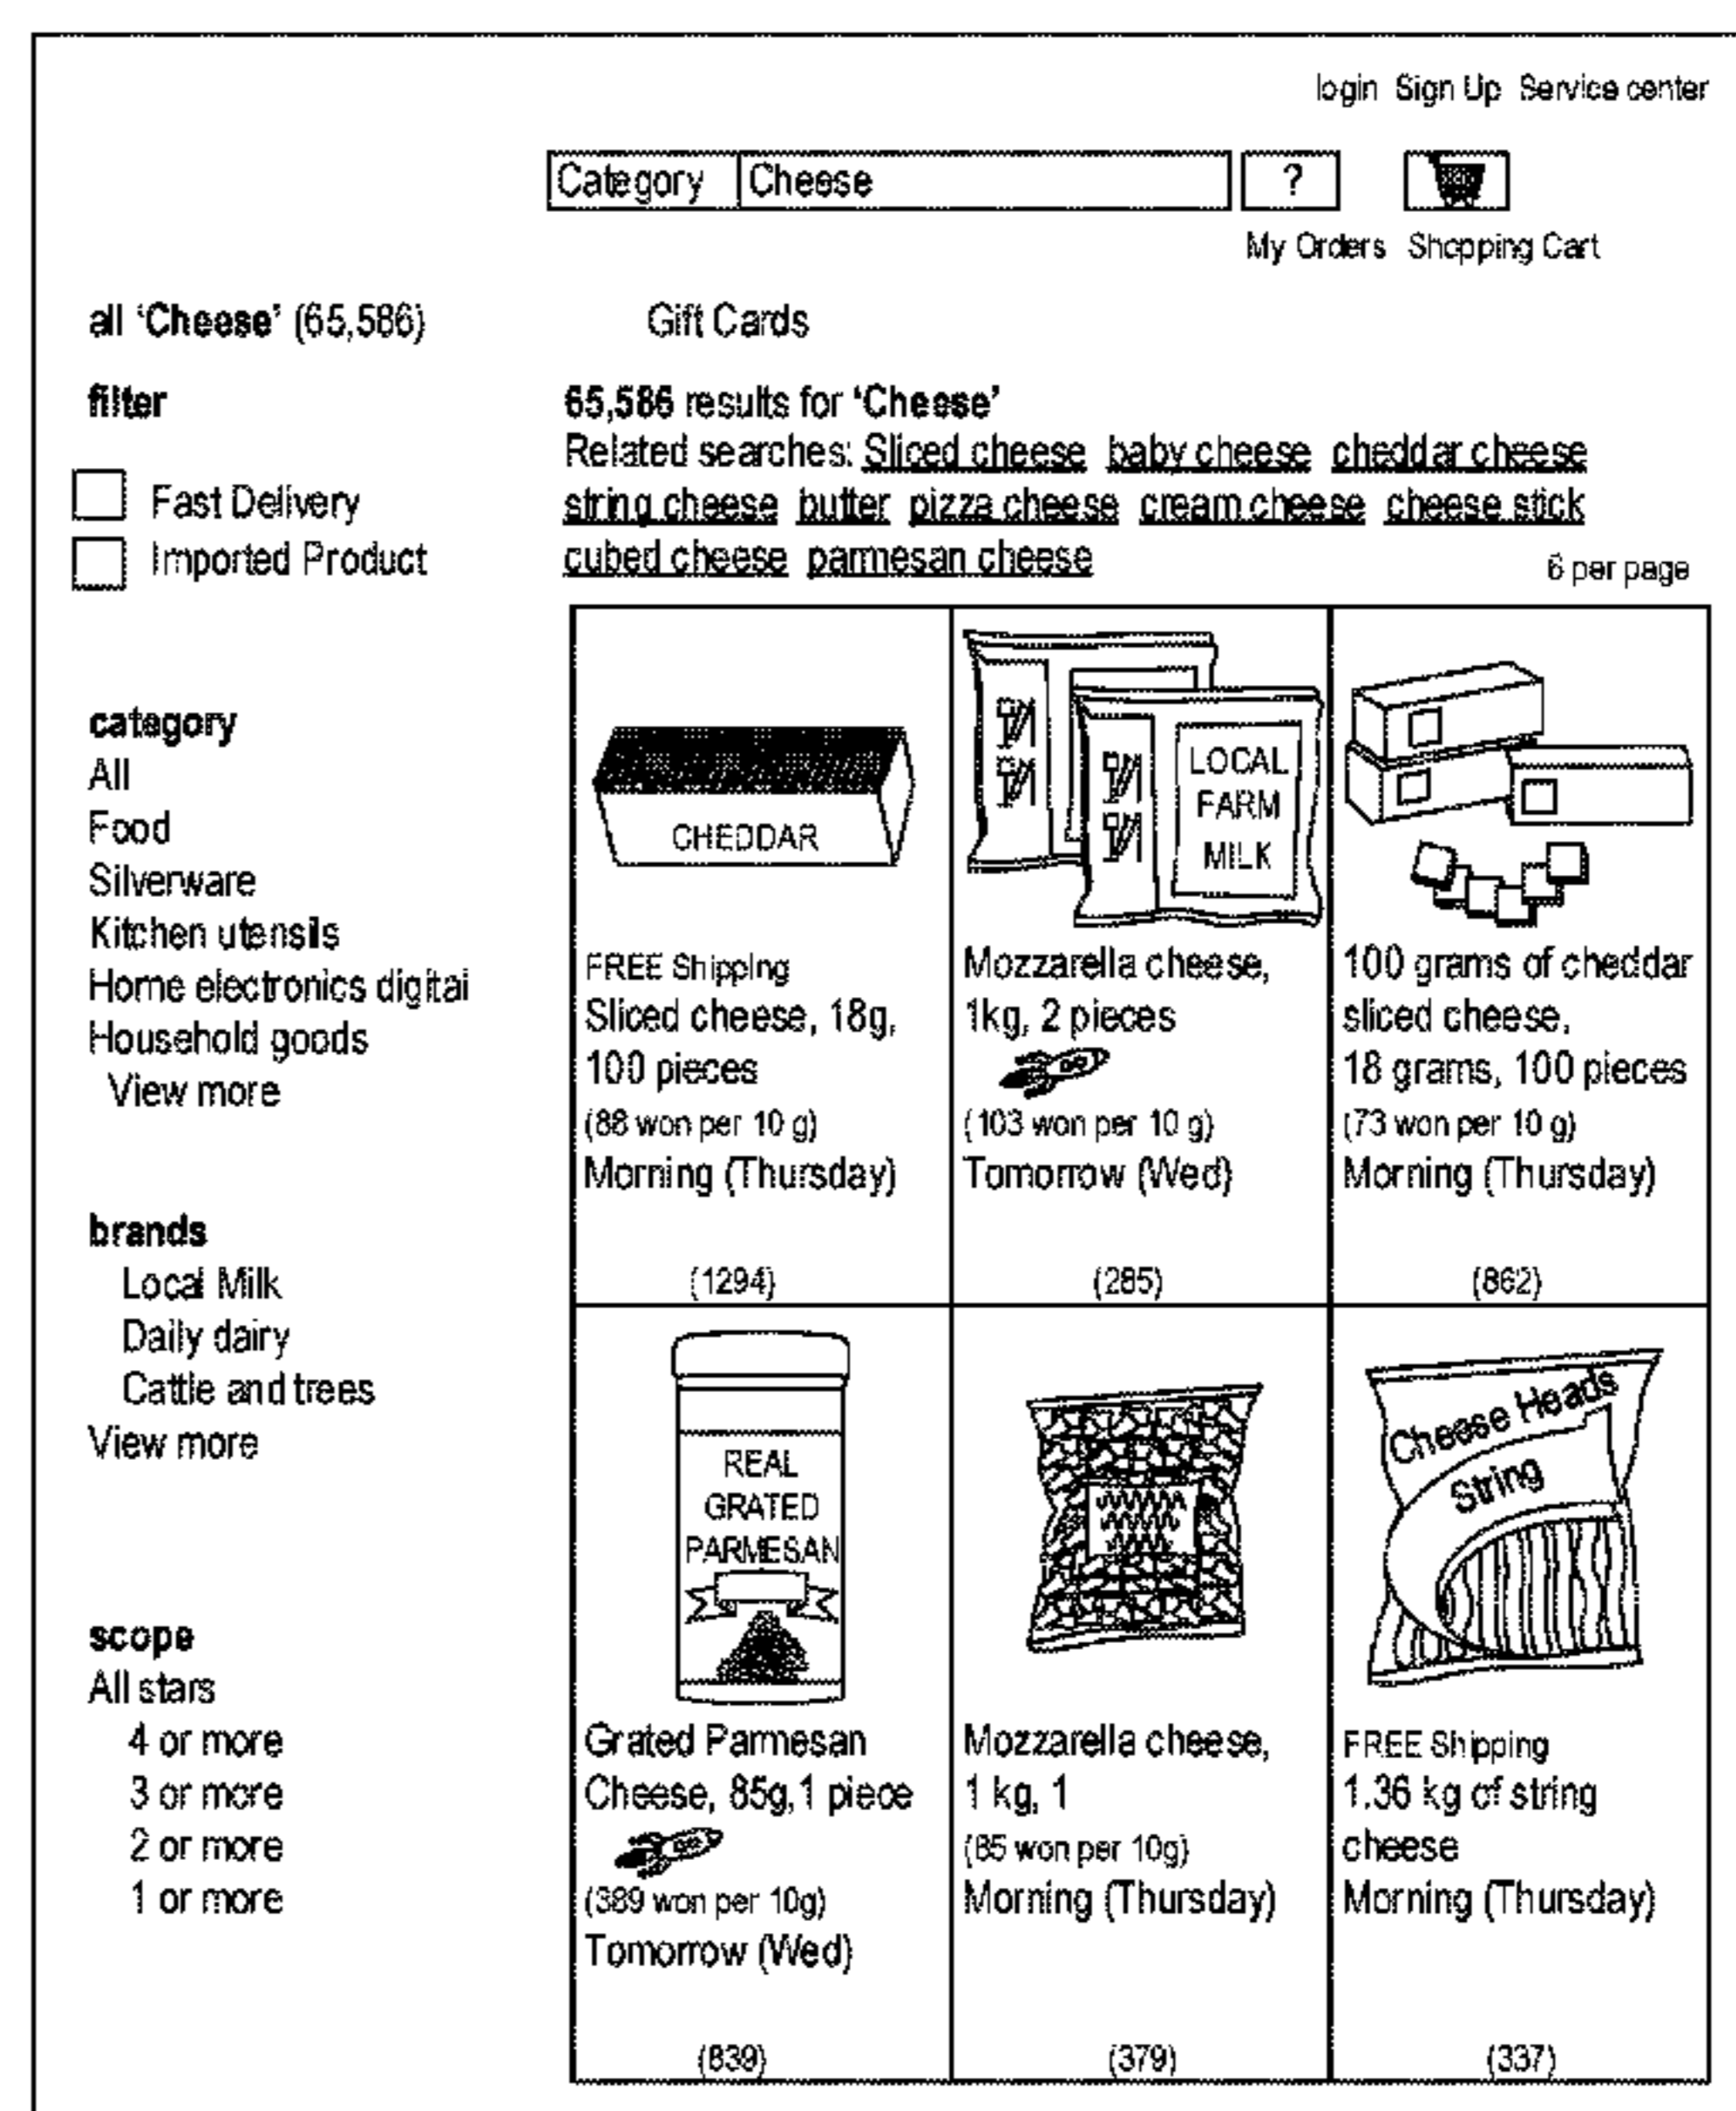 login Sign Up Service center
Category Cheese ?
My Orders Shopping Cart
all 'Cheese' (65,586) Gift Cards
filter
Fast Delivery
Imported Product
65,586 results for 'Cheese'
Related searches: Sliced cheese baby cheese cheddar cheese
string cheese butter pizza cheese cream cheese cheese stick
cubed cheese parmesan cheese
6 per page
category
All
Food
Silverware
Kitchen utensils
Home electronics digital
Household goods
View more
brands
Local Milk
Daily dairy
Cattle and trees
View more
scope
All stars
4 or more
3 or more
2 or more
1 or more
CHEDDAR
FREE Shipping
Sliced cheese, 18g,
100 pieces
(88 won per 10 g)
Morning (Thursday)
(1294)
LOCAL
FARM
MILK
Mozzarella cheese,
1kg, 2 pieces
(103 won per 10 g)
Tomorrow (Wed)
(285)
100 grams of cheddar
sliced cheese,
18 grams, 100 pieces
(73 won per 10 g)
Morning (Thursday)
(862)
REAL
GRATED
PARMESAN
Grated Parmesan
Cheese, 85g,1 piece
(389 won per 10g)
Tomorrow (Wed)
(839)
Mozzarella cheese,
1 kg, 1
(85 won per 10g)
Morning (Thursday)
(379)
Cheese Heads
String
FREE Shipping
1.36 kg of string
cheese
Morning (Thursday)
(337)